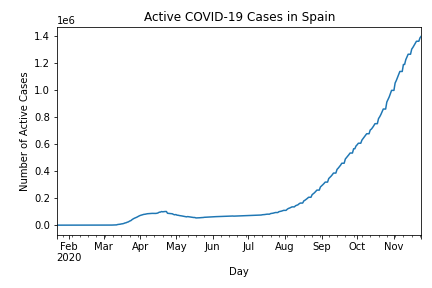 Active COVID-19 Cases in Spain
1e6
1.4
1.2
1.0
0.8
0.6
0.4
0.2
0.0
Number of Active Cases
Feb Mar Apr May Jun Jul Aug Sep Oct Nov
2020
Day